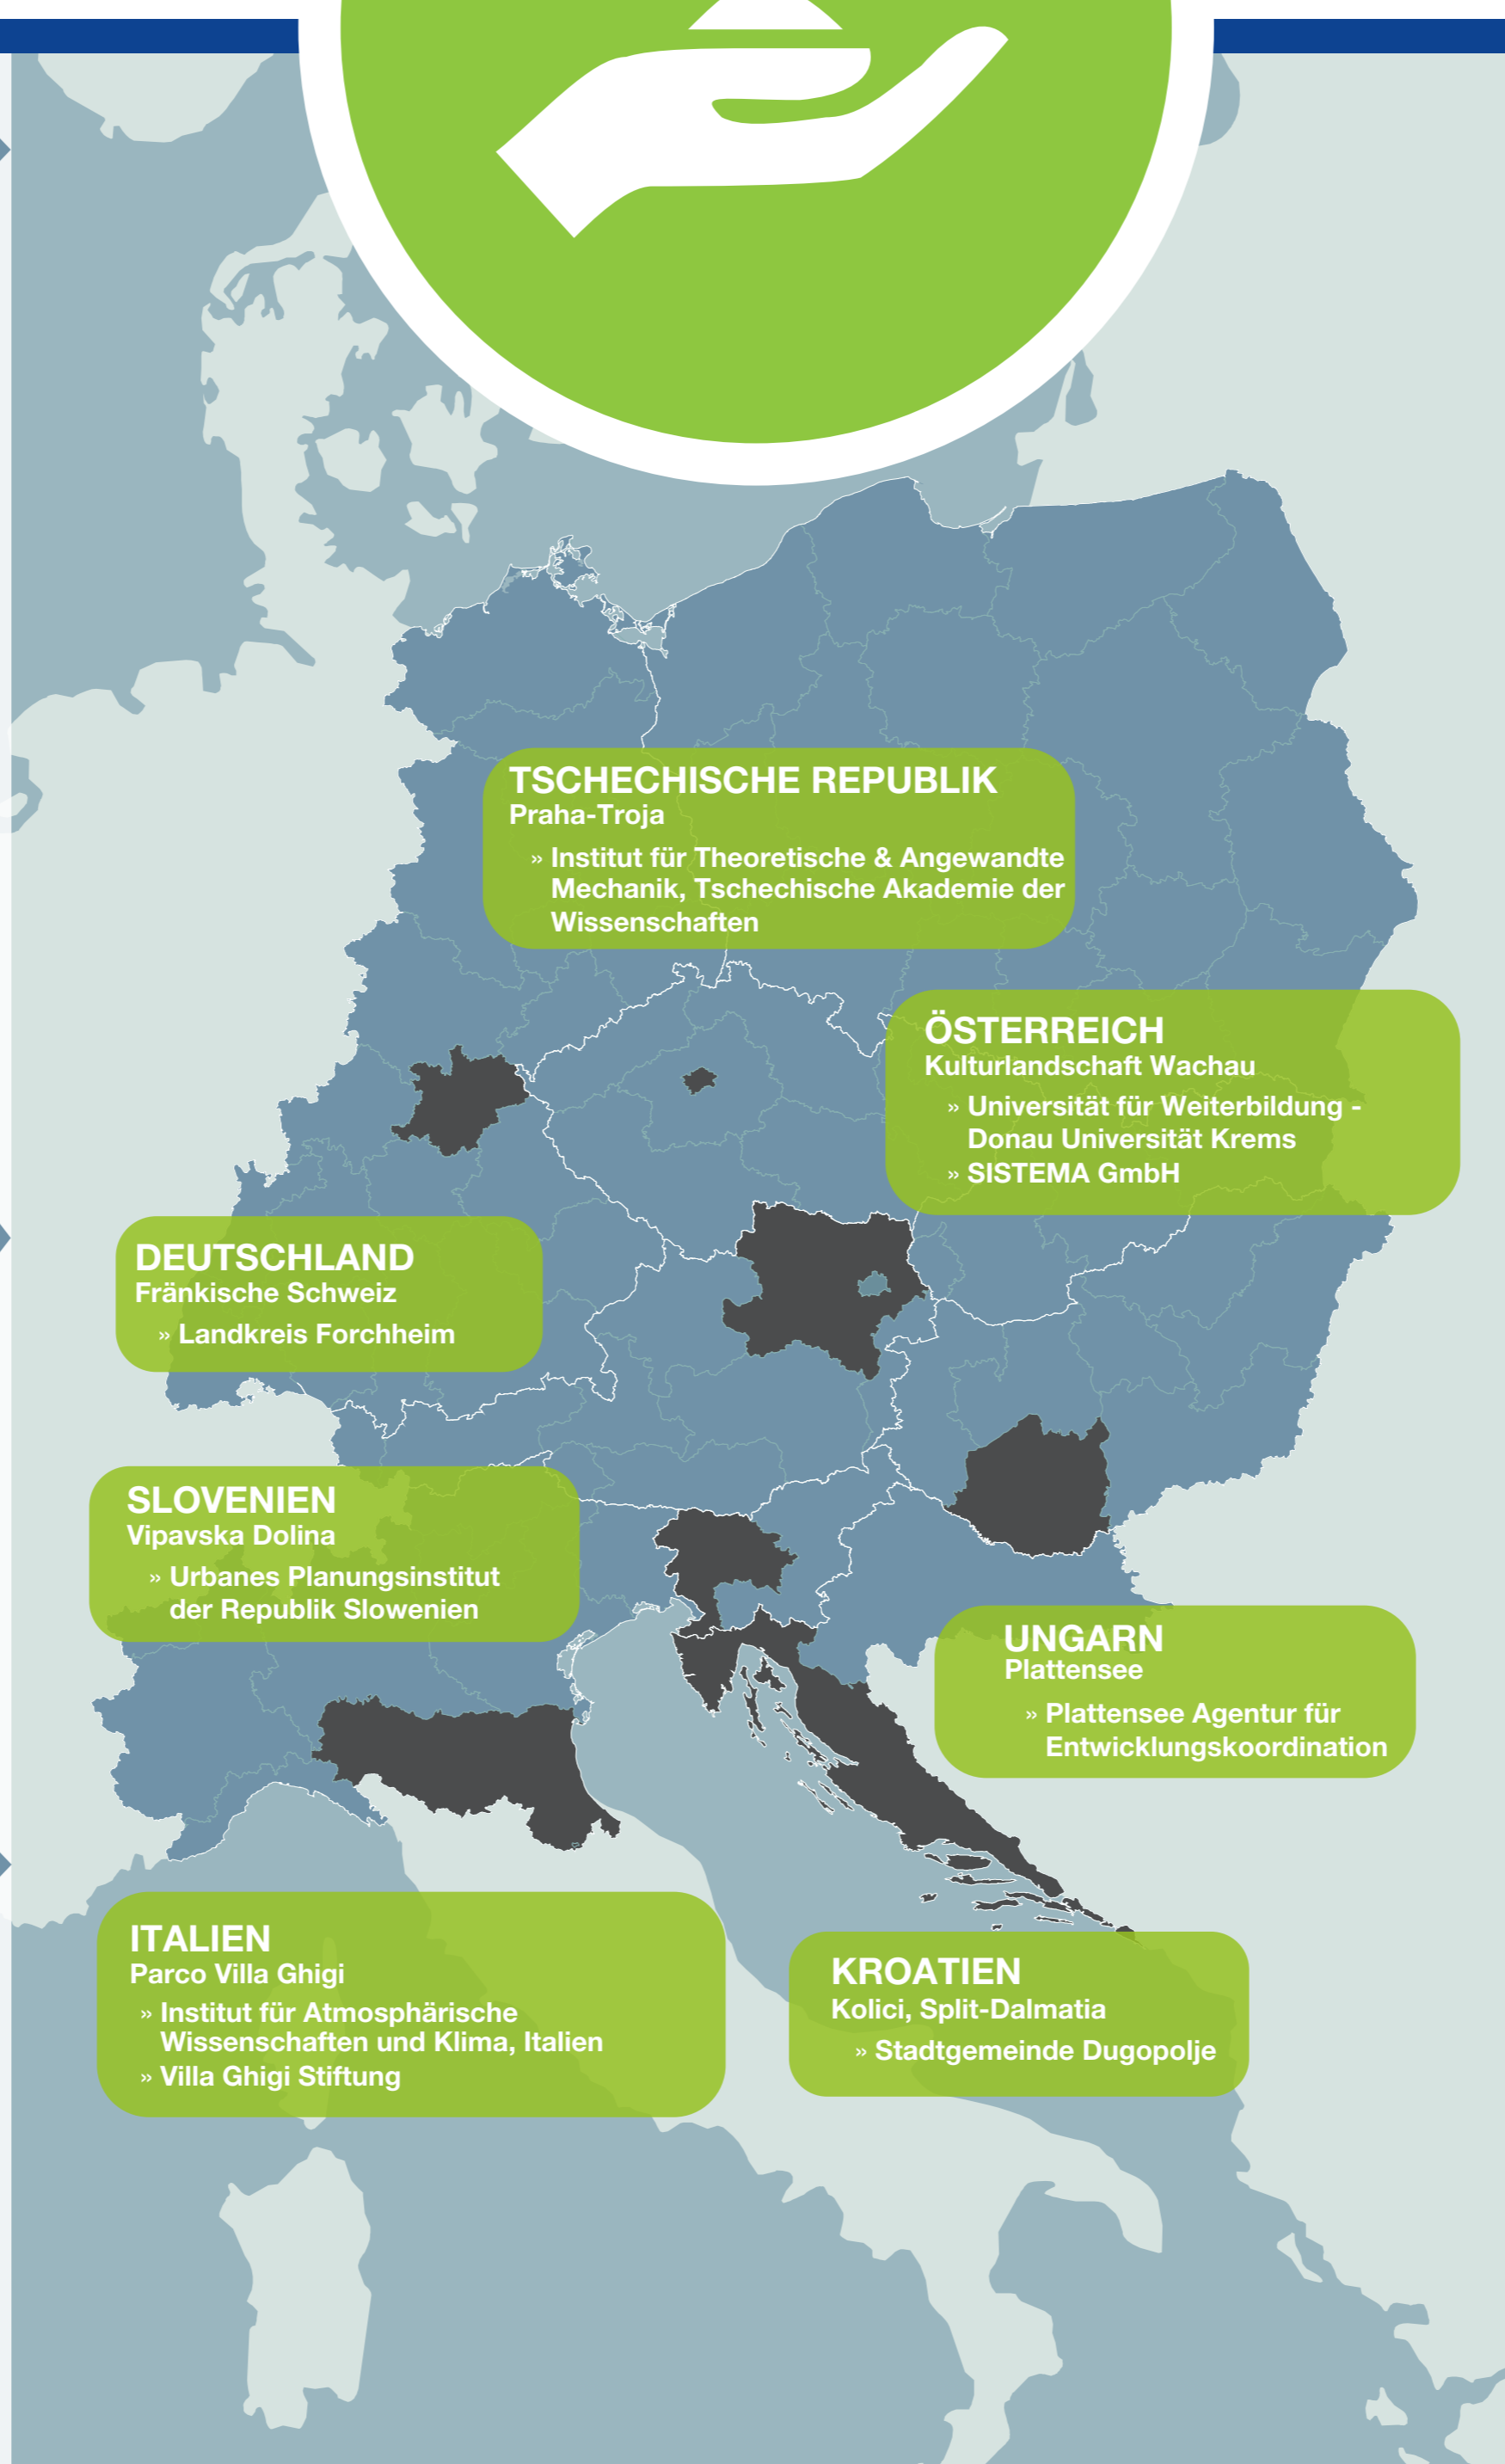 TSCHECHISCHE REPUBLIK
Praha-Troja
» Institut für Theoretische & Angewandte
Mechanik, Tschechische Akademie der
Wissenschaften
ÖSTERREICH
Kulturlandschaft Wachau
» Universität für Weiterbildung -
Donau Universität Krems
» SISTEMA GmbH
DEUTSCHLAND
Fränkische Schweiz
» Landkreis Forchheim
SLOVENIEN
Vipavska Dolina
» Urbanes Planungsinstitut
der Republik Slowenien
UNGARN
Plattensee
» Plattensee Agentur für
Entwicklungskoordination
ITALIEN
Parco Villa Ghigi
» Institut für Atmosphärische
Wissenschaften und Klima, Italien
» Villa Ghigi Stiftung
KROATIEN
Kolici, Split-Dalmatia
» Stadtgemeinde Dugopolje